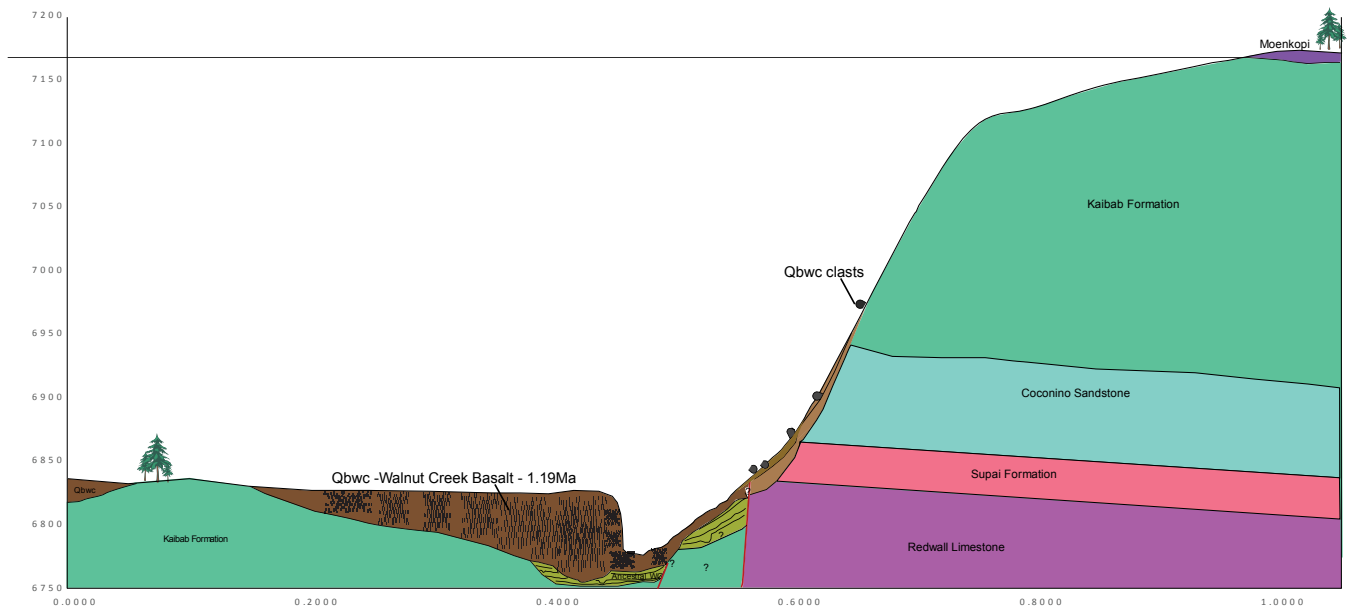 7200
Moenkopi
7150
7100
7050
Kaibab Formation
7000
Qbwc clasts
6950
6900
Coconino Sandstone
6850
Qbwc -Walnut Creek Basalt - 1.19Ma
Supai Formation
Qbwc
6800
Kaibab Formation
?
Redwall Limestone
?
?
Ancestral
6750
0.0000 0.2000 0.4000 0.6000 0.8000 1.0000